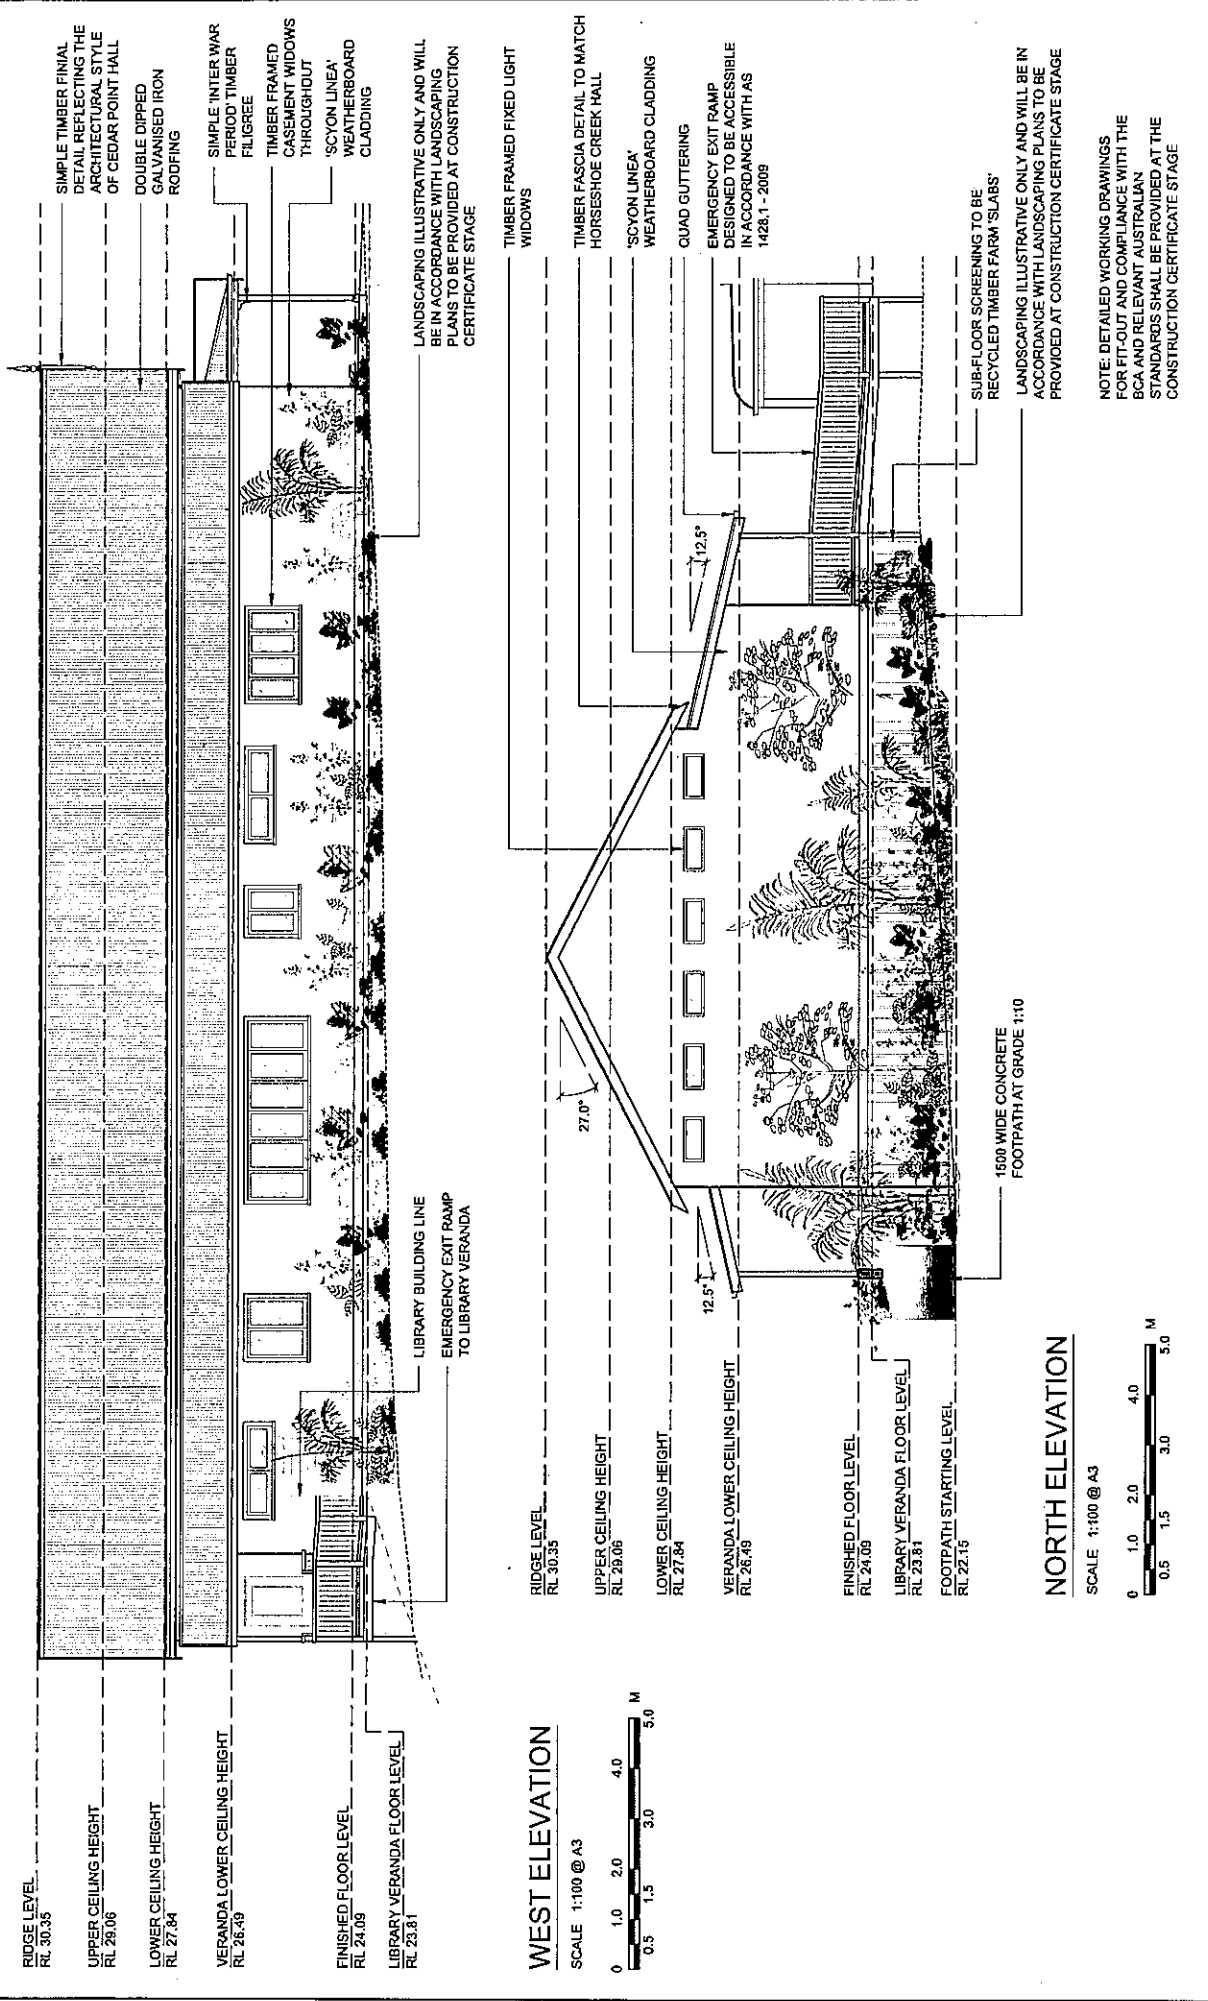 SIMPLE TIMBER FINIAL
DETAIL REFLECTING THE
ARCHITECTURAL STYLE
OF CEDAR POINT HALL
DOUBLE DIPPED
GALVANISED IRON
ROOFING
SIMPLE 'INTER WAR
PERIOD' TIMBER
FILIGREE
TIMBER FRAMED
CASEMENT WIDOWS
THROUGHOUT
'SCYON LINEA'
WEATHERBOARD
CLADDING
LANDSCAPING ILLUSTRATIVE ONLY AND WILL
BE IN ACCORDANCE WITH LANDSCAPING
PLANS TO BE PROVIDED AT CONSTRUCTION
CERTIFICATE STAGE
LIBRARY BUILDING LINE
EMERGENCY EXIT RAMP
TO LIBRARY VERANDA
RIDGE LEVEL
RL 30.35
UPPER CEILING HEIGHT
RL 29.06
LOWER CEILING HEIGHT
RL 27.84
VERANDA LOWER CEILING HEIGHT
RL 26.49
FINISHED FLOOR LEVEL
RL 24.09
LIBRARY VERANDA FLOOR LEVEL
RL 23.81
WEST ELEVATION
SCALE 1:100 @ A3
0 1.0 2.0 3.0 4.0 5.0 M
0.5 1.5
TIMBER FRAMED FIXED LIGHT
WIDOWS
TIMBER FASCIA DETAIL TO MATCH
HORSESHOE CREEK HALL
'SCYON LINEA'
WEATHERBOARD CLADDING
QUAD GUTTERING
EMERGENCY EXIT RAMP
DESIGNED TO BE ACCESSIBLE
IN ACCORDANCE WITH AS
1428.1 - 2009
27.0°
12.5°
12.5°
SUB-FLOOR SCREENING TO BE
RECYCLED TIMBER FARM 'SLABS'
LANDSCAPING ILLUSTRATIVE ONLY AND WILL BE IN
ACCORDANCE WITH LANDSCAPING PLANS TO BE
PROVIDED AT CONSTRUCTION CERTIFICATE STAGE
1500 WIDE CONCRETE
FOOTPATH AT GRADE 1:10
RIDGE LEVEL
RL 30.35
UPPER CEILING HEIGHT
RL 29.06
LOWER CEILING HEIGHT
RL 27.84
VERANDA LOWER CEILING HEIGHT
RL 26.49
FINISHED FLOOR LEVEL
RL 24.09
LIBRARY VERANDA FLOOR LEVEL
RL 23.81
FOOTPATH STARTING LEVEL
RL 22.15
NORTH ELEVATION
SCALE 1:100 @ A3
0 1.0 2.0 3.0 4.0 5.0 M
0.5 1.5
NOTE: DETAILED WORKING DRAWINGS
FOR FIT-OUT AND COMPLIANCE WITH THE
BCA AND RELEVANT AUSTRALIAN
STANDARDS SHALL BE PROVIDED AT THE
CONSTRUCTION CERTIFICATE STAGE